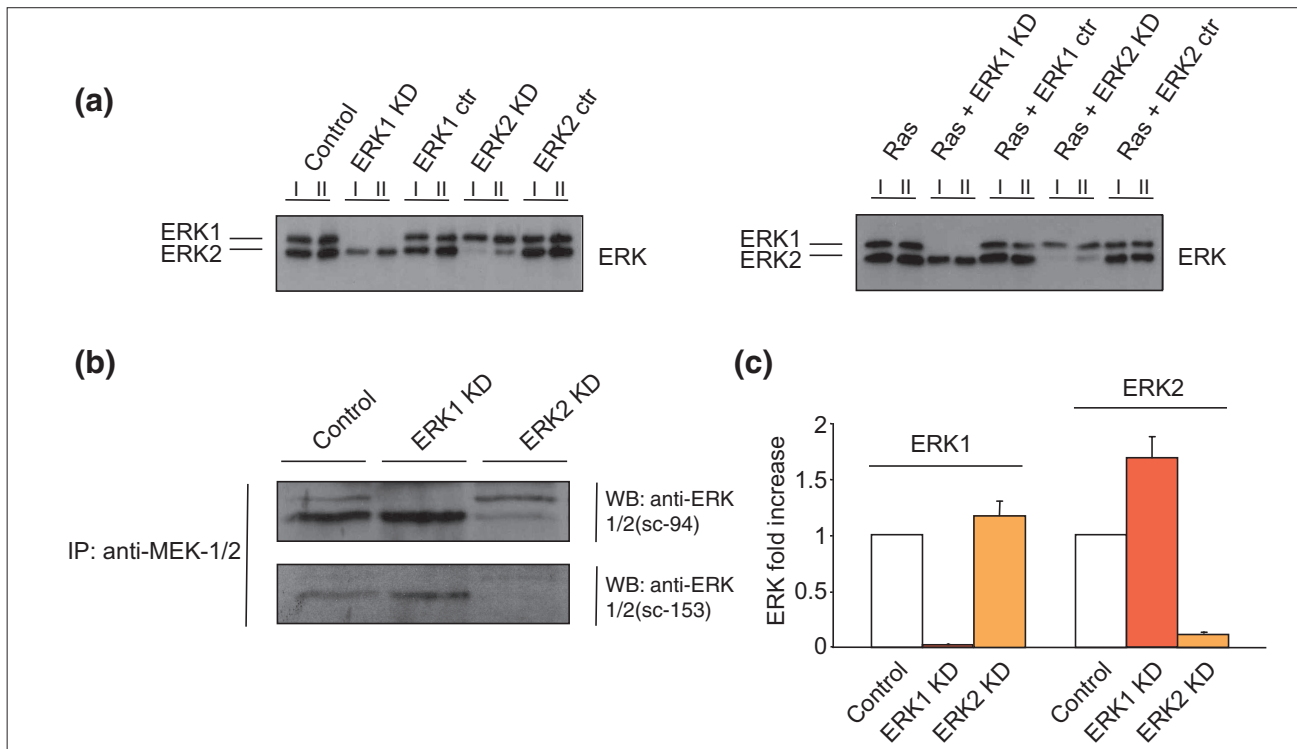 (a)
Control
ERK1 KD
ERK1 ctr
ERK2 KD
ERK2 ctr
I II I II I II I II I II
ERK1
ERK2
ERK
Ras
Ras + ERK1 KD
Ras + ERK1 ctr
Ras + ERK2 KD
Ras + ERK2 ctr
I II I II I II I II I II
ERK1
ERK2
ERK
(b)
Control
ERK1 KD
ERK2 KD
IP: anti-MEK-1/2
WB: anti-ERK
1/2(sc-94)
WB: anti-ERK
1/2(sc-153)
(c)
ERK2
ERK1
ERK fold increase
2
1.5
1
0.5
0
Control
ERK1 KD
ERK2 KD
Control
ERK1 KD
ERK2 KD